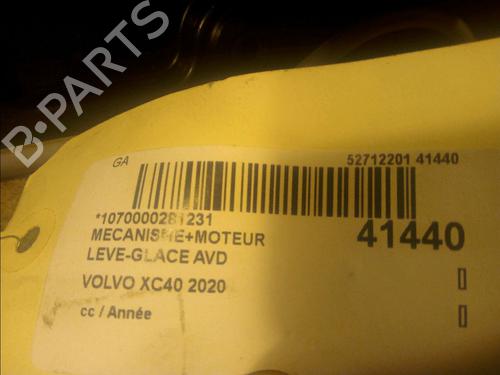 GA
52712201 41440
*1070000281231
MECANISME+MOTEUR
41440
LEVE-GLACE AVD
VOLVO XC40 2020
cc / Année
B-PARTS